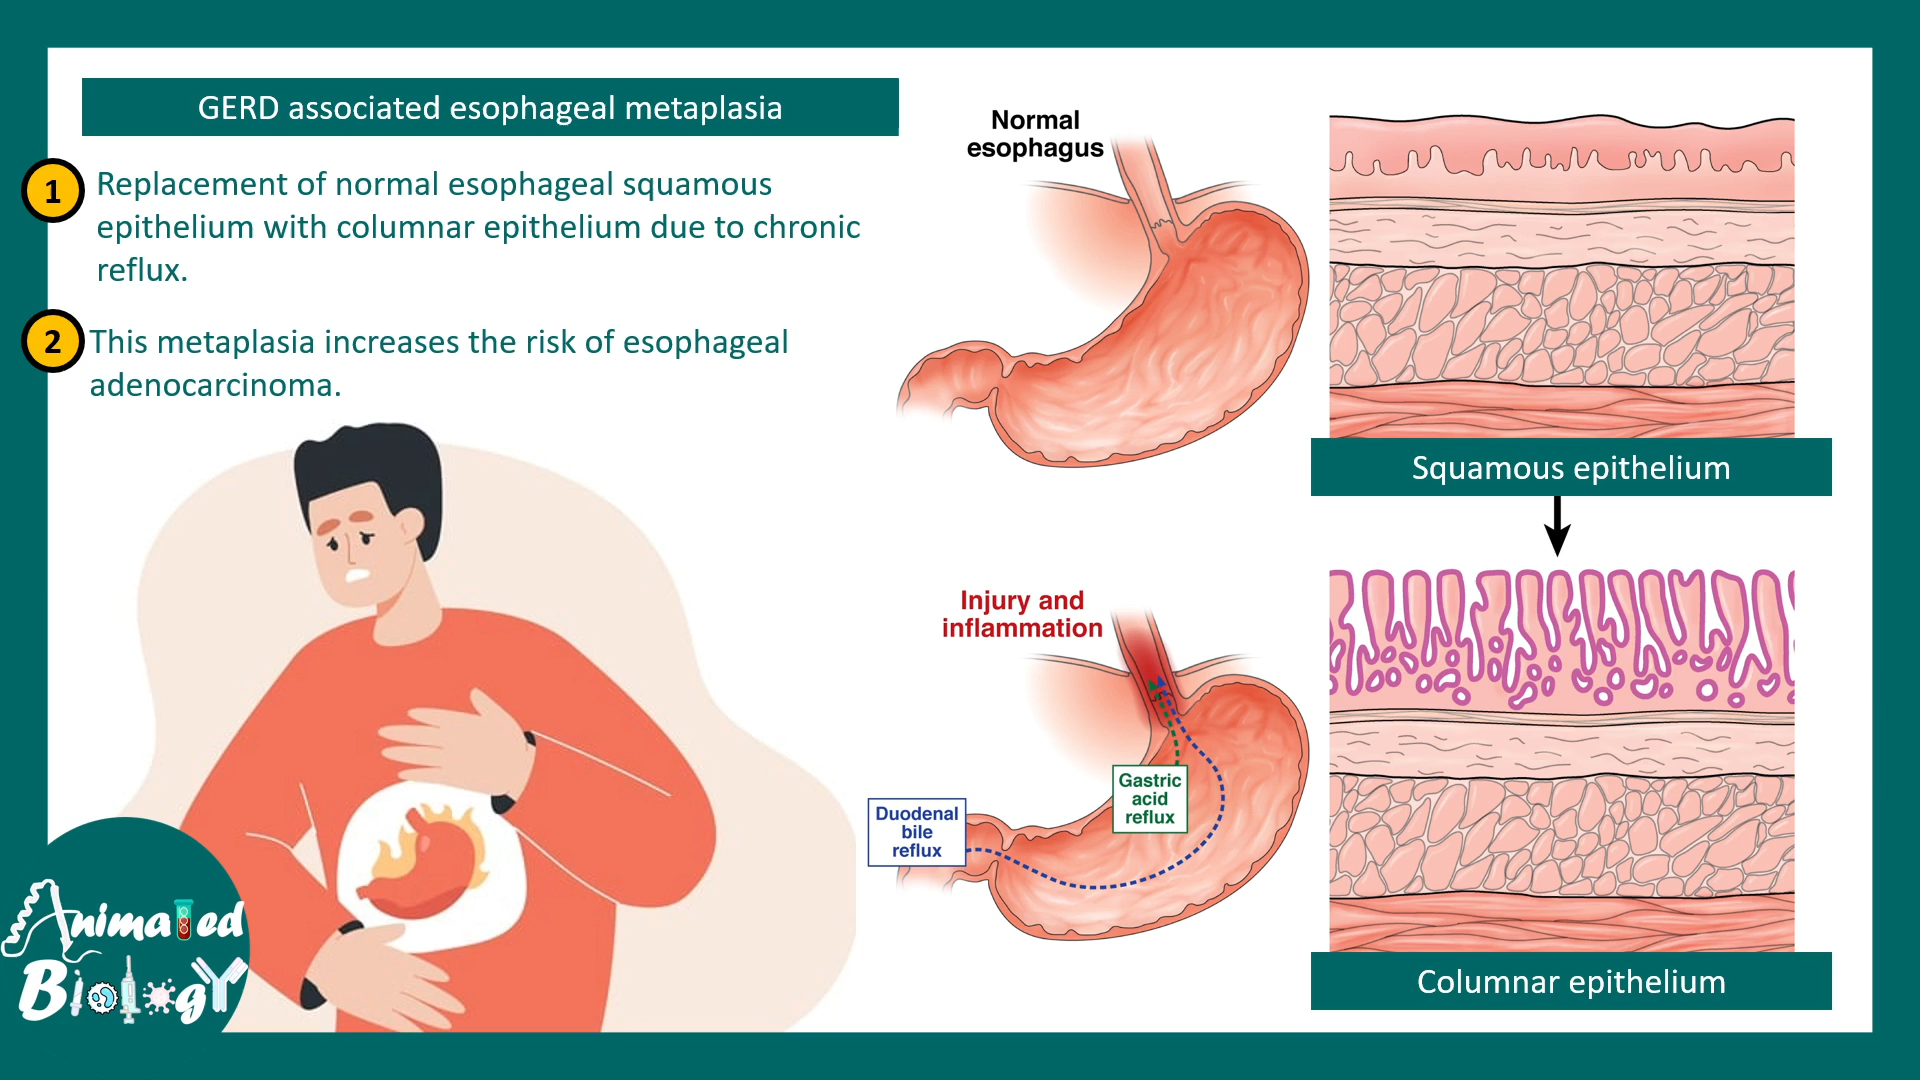 GERD associated esophageal metaplasia
1
Replacement of normal esophageal squamous
epithelium with columnar epithelium due to chronic
reflux.
2
This metaplasia increases the risk of esophageal
adenocarcinoma.
Normal
esophagus
Squamous epithelium
Injury and
inflammation
Gastric
acid
reflux
Duodenal
bile
reflux
Columnar epithelium
Animated
Biology